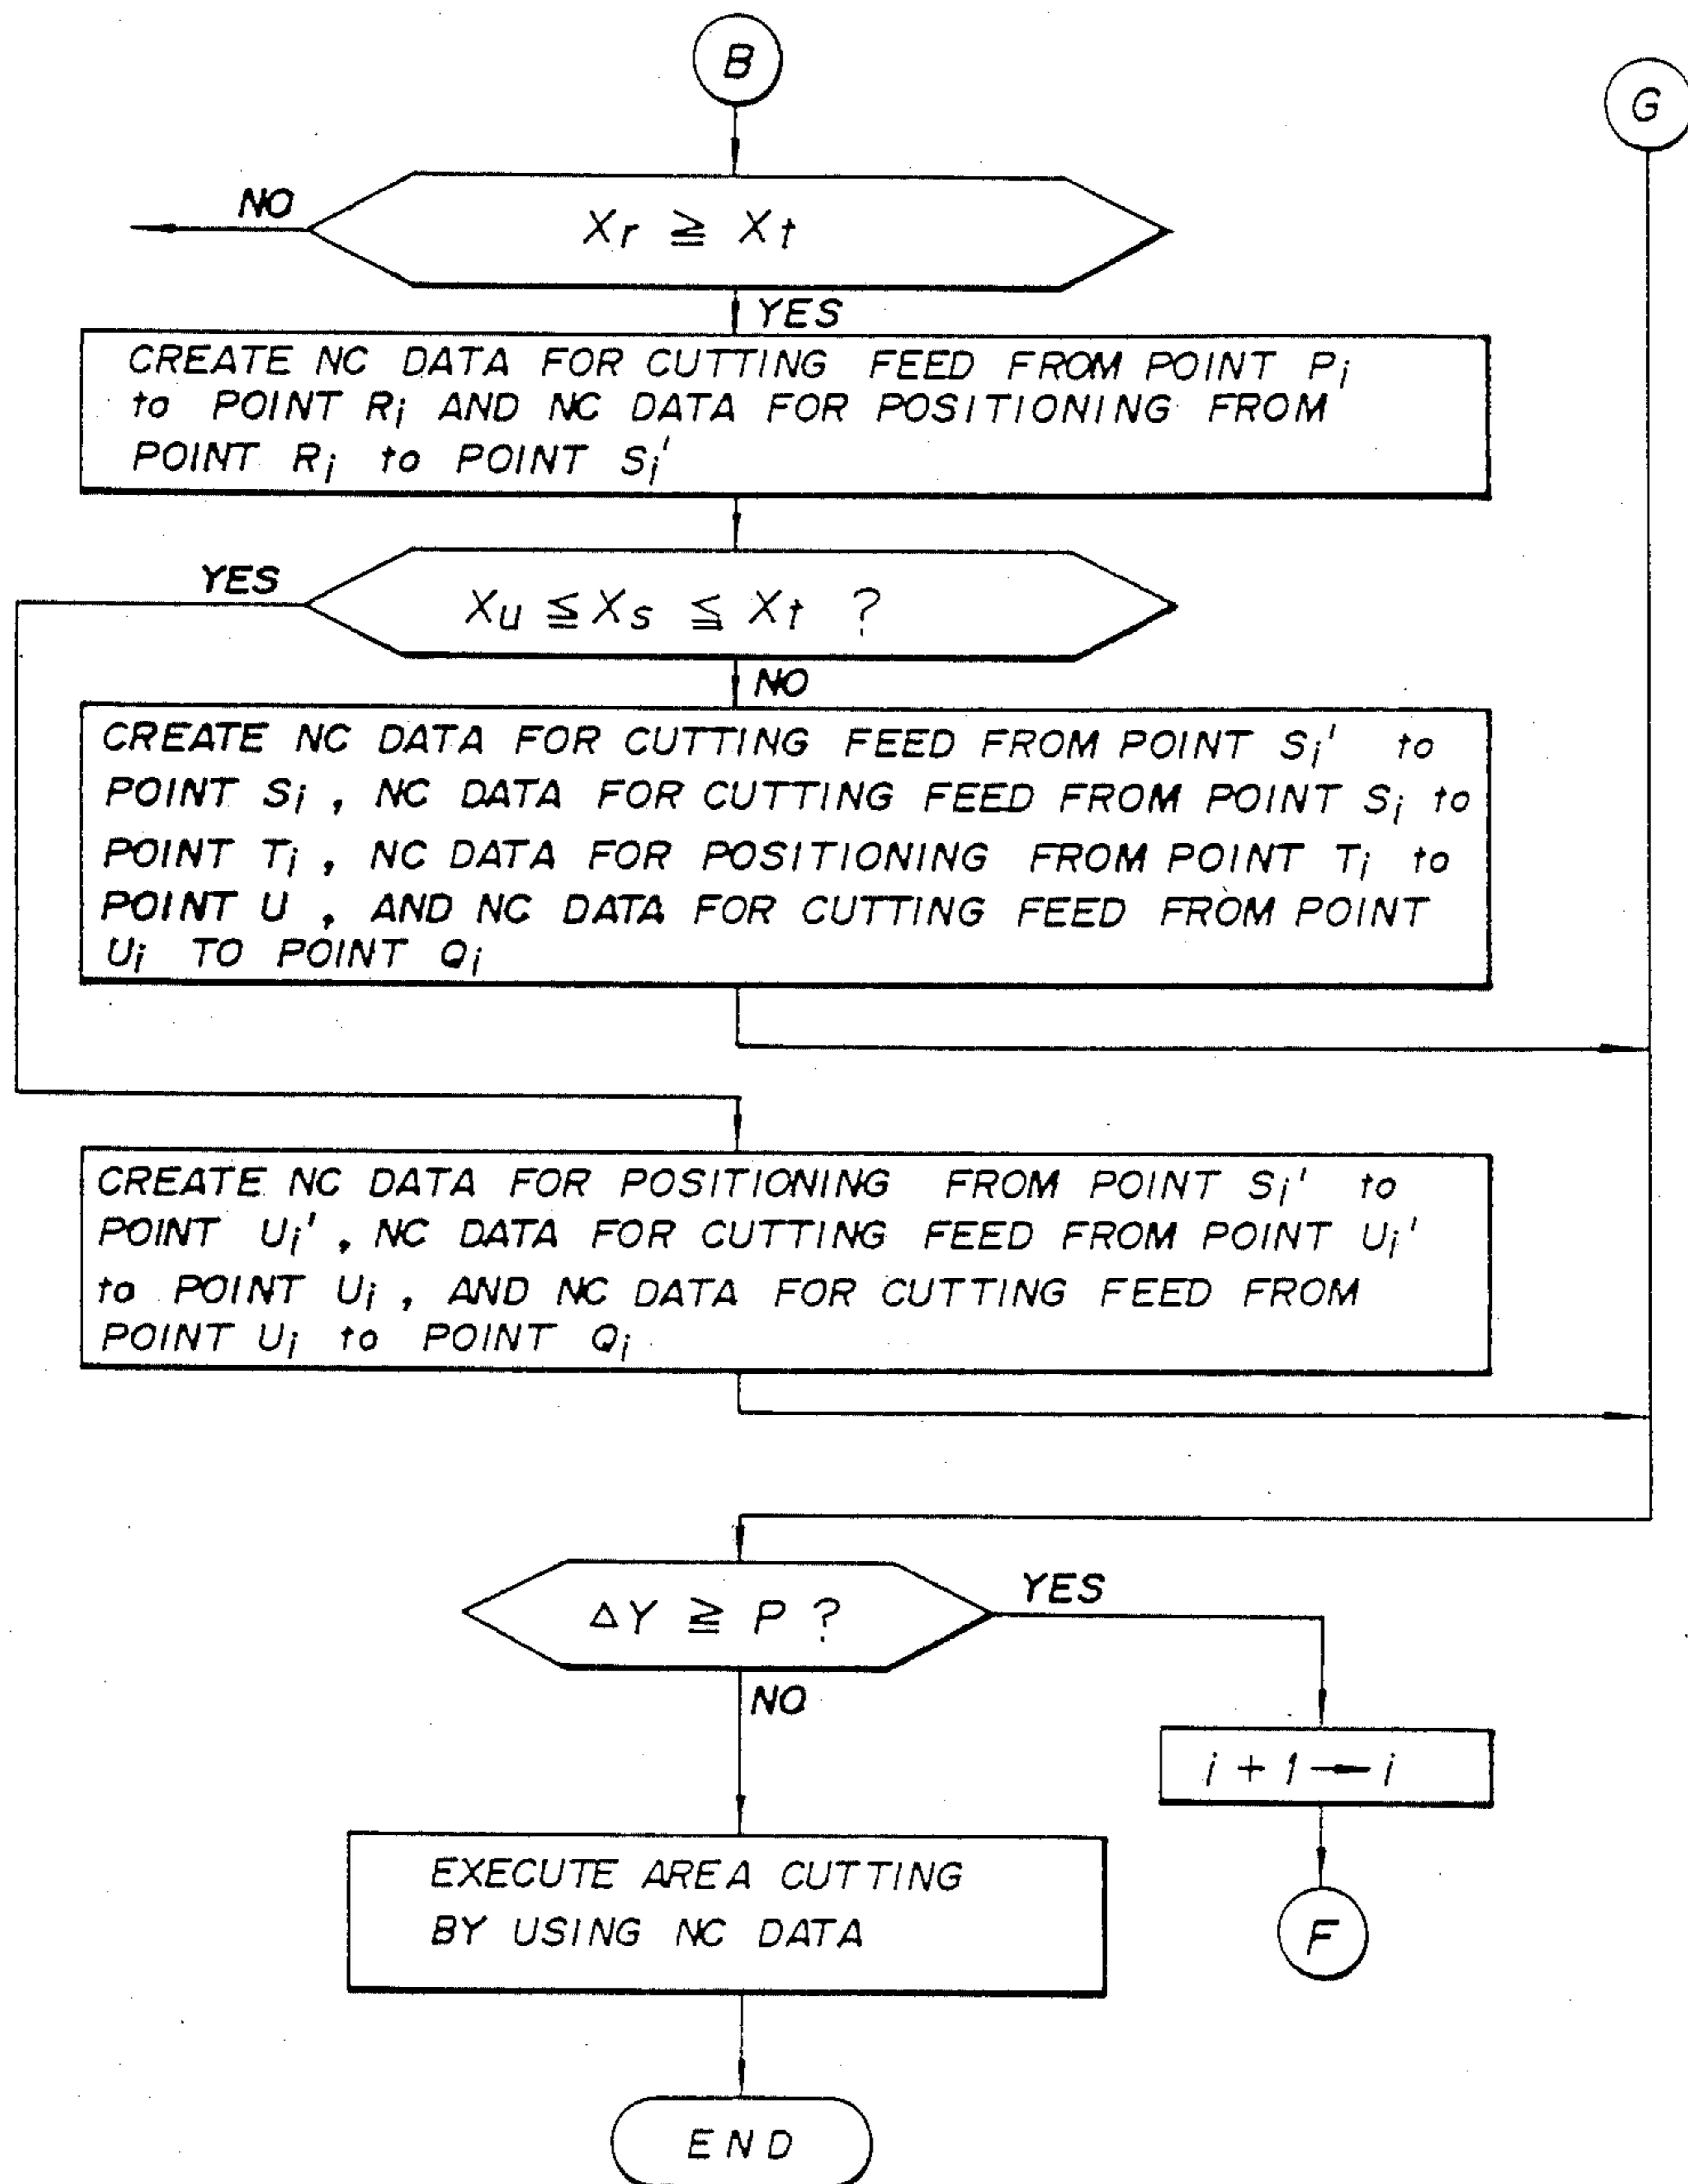 B
G
NO
Xr ≧ Xt
YES
CREATE NC DATA FOR CUTTING FEED FROM POINT Pi
to POINT Ri AND NC DATA FOR POSITIONING FROM
POINT Ri to POINT Si'
YES
Xu ≦ Xs ≦ Xt ?
NO
CREATE NC DATA FOR CUTTING FEED FROM POINT Si' to
POINT Si , NC DATA FOR CUTTING FEED FROM POINT Si to
POINT Ti , NC DATA FOR POSITIONING FROM POINT Ti to
POINT U , AND NC DATA FOR CUTTING FEED FROM POINT
Ui TO POINT Qi
CREATE NC DATA FOR POSITIONING FROM POINT Si' to
POINT Ui' , NC DATA FOR CUTTING FEED FROM POINT Ui'
to POINT Ui , AND NC DATA FOR CUTTING FEED FROM
POINT Ui to POINT Qi
ΔY ≧ P ?
YES
NO
i + 1 → i
EXECUTE AREA CUTTING
BY USING NC DATA
F
END